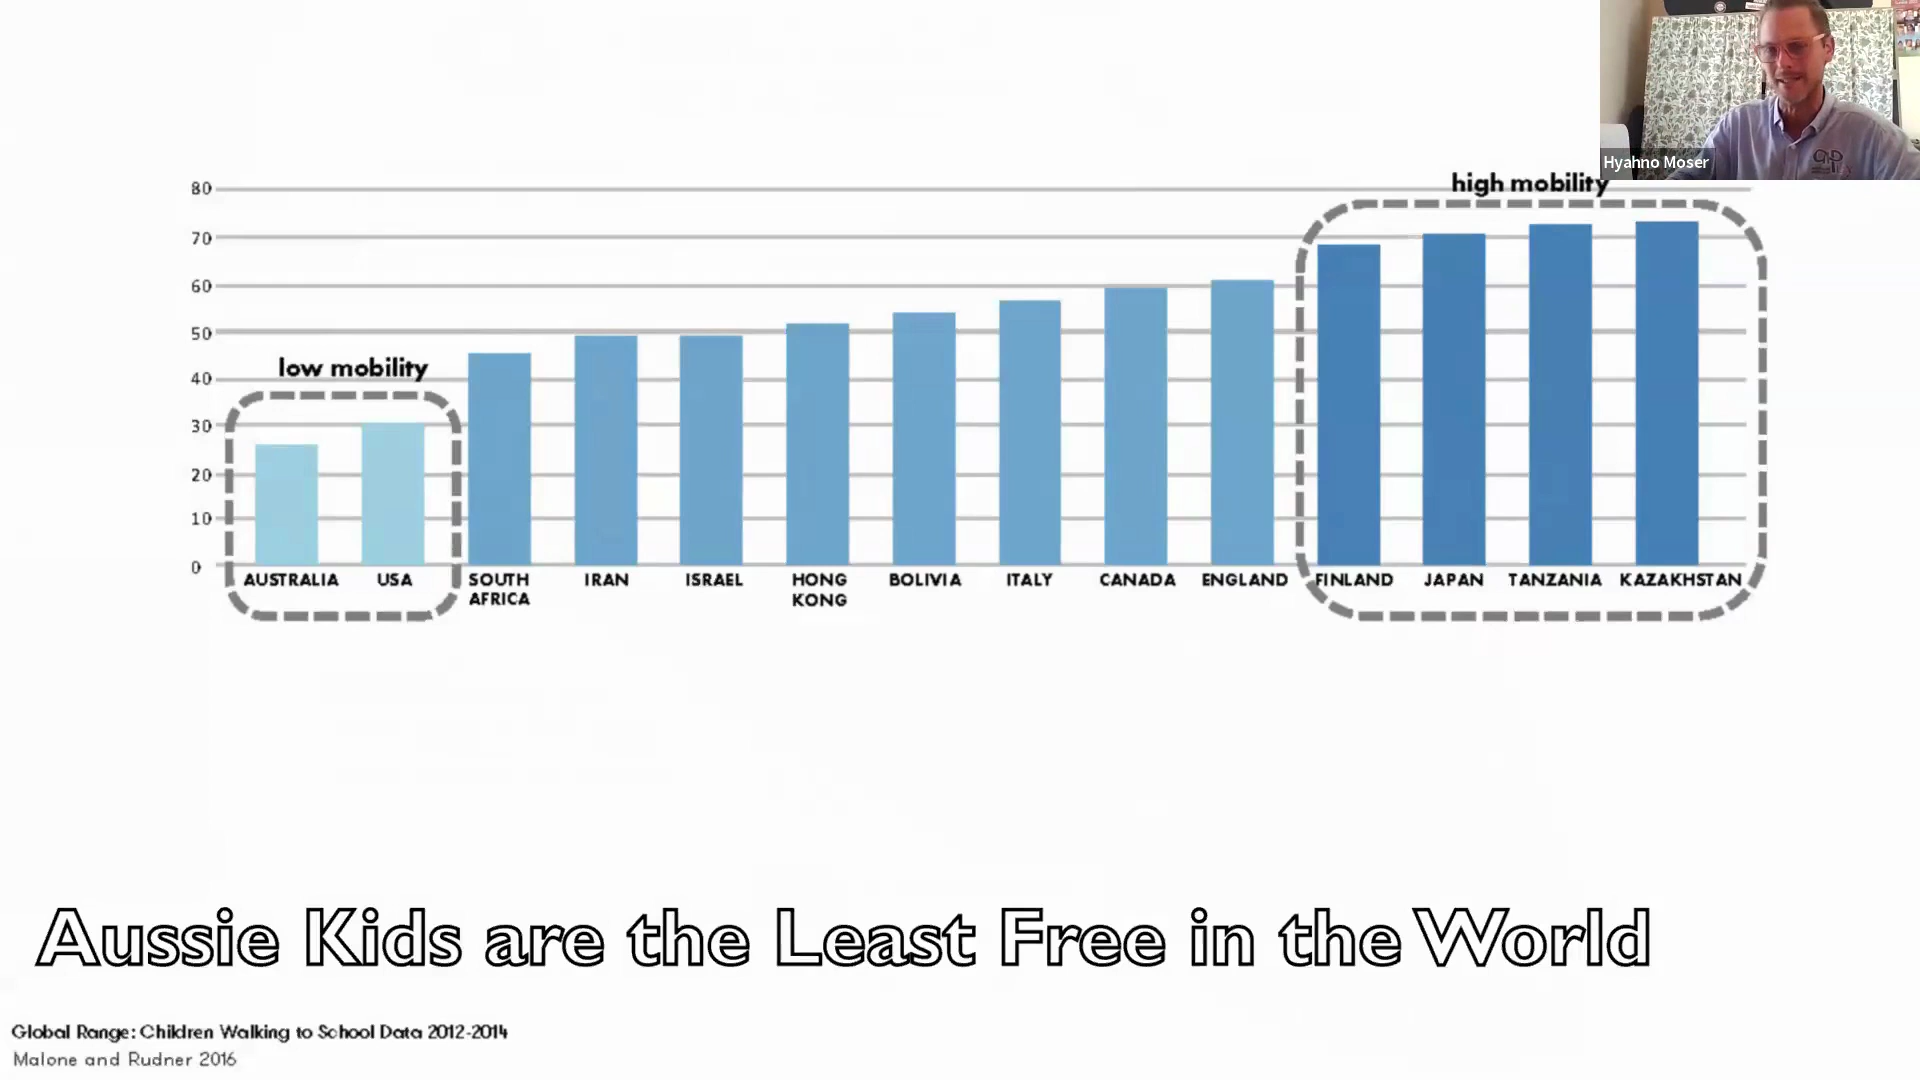 Hyahno Moser
high mobility
80
70
60
50
low mobility
40
30
20
10
0
AUSTRALIA USA SOUTH AFRICA IRAN ISRAEL HONG KONG BOLIVIA ITALY CANADA ENGLAND FINLAND JAPAN TANZANIA KAZAKHSTAN
Aussie Kids are the Least Free in the World
Global Range: Children Walking to School Data 2012-2014
Malone and Rudner 2016